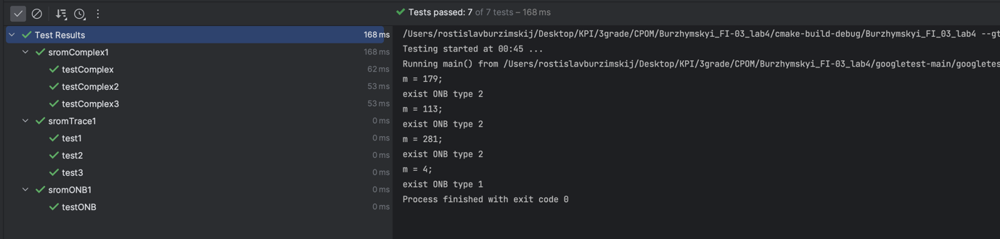 Tests passed: 7 of 7 tests – 168 ms
Test Results 168 ms
sromComplex1 168 ms
testComplex 62 ms
testComplex2 53 ms
testComplex3 53 ms
sromTrace1 0 ms
test1 0 ms
test2 0 ms
test3 0 ms
sromONB1 0 ms
testONB 0 ms
/Users/rostislavburzimskij/Desktop/KPI/3grade/CPOM/Burzhymskyi_FI-03_lab4/cmake-build-debug/Burzhymskyi_FI_03_lab4 --gt
Testing started at 00:45 ...
Running main() from /Users/rostislavburzimskij/Desktop/KPI/3grade/CPOM/Burzhymskyi_FI-03_lab4/googletest-main/googletes
m = 179;
exist ONB type 2
m = 113;
exist ONB type 2
m = 281;
exist ONB type 2
m = 4;
exist ONB type 1
Process finished with exit code 0